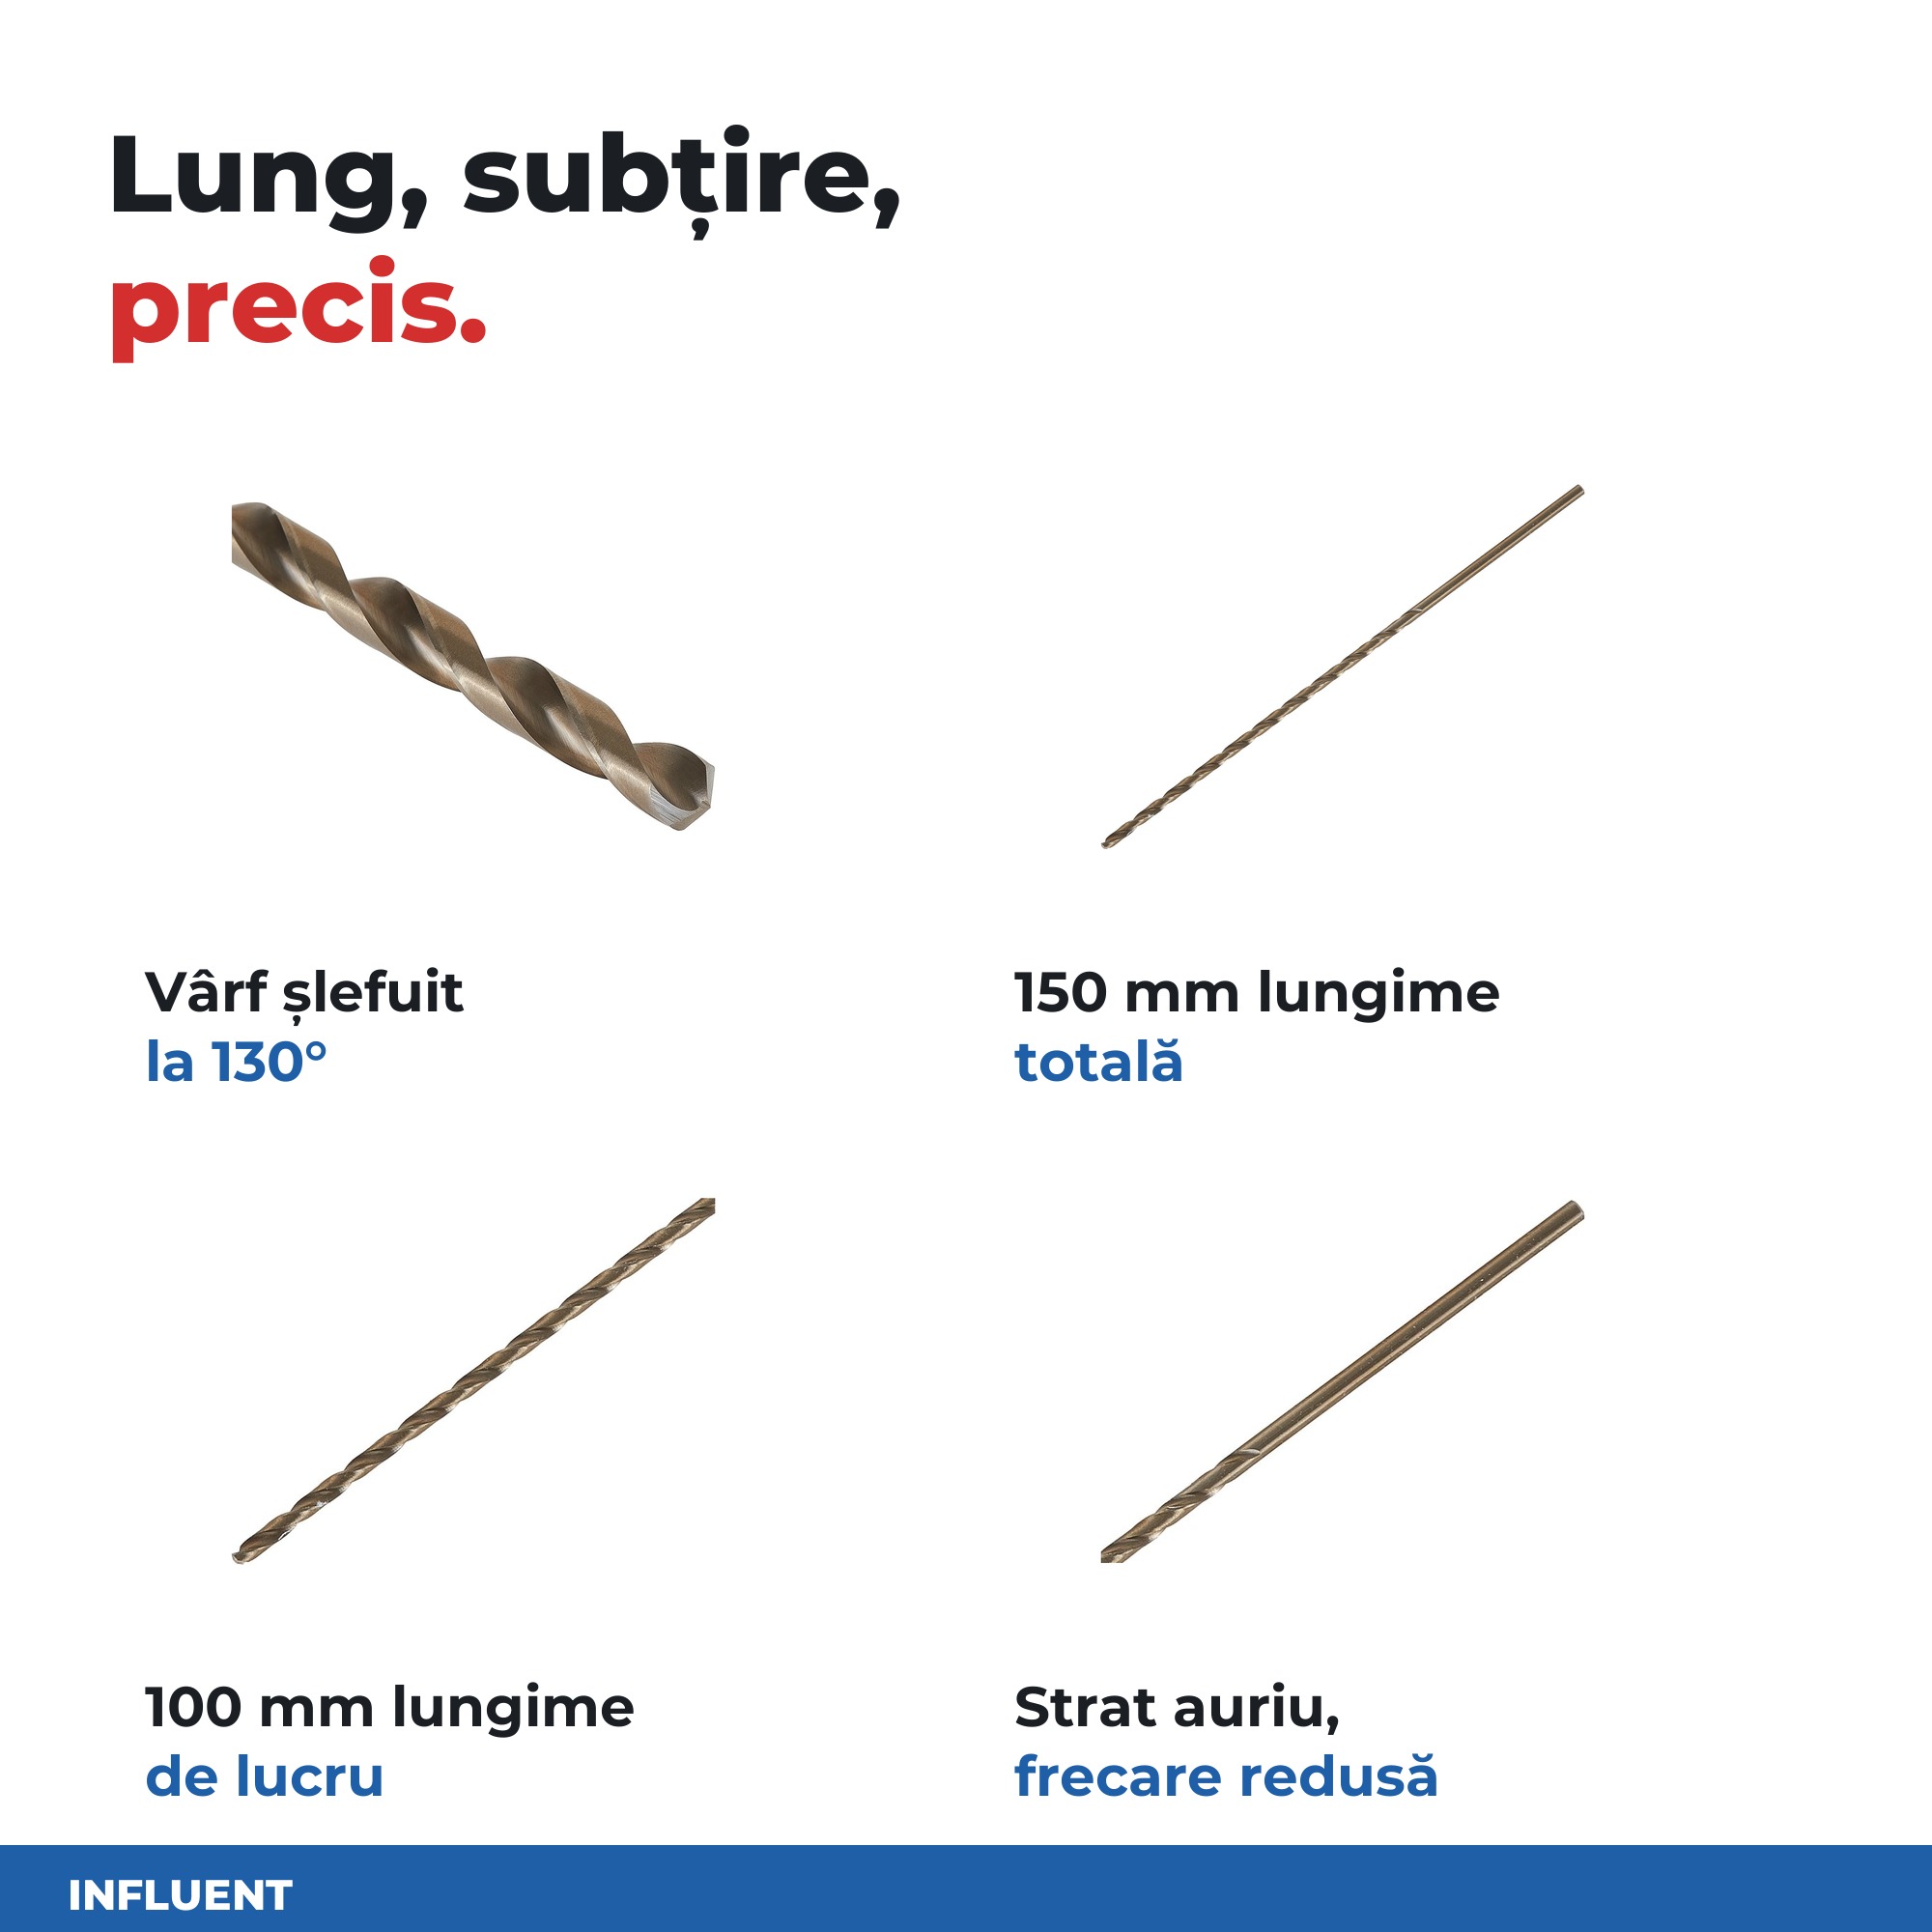 Lung, subțire,
precis.
Vârf șlefuit
la 130°
150 mm lungime
totală
100 mm lungime
de lucru
Strat auriu,
frecare redusă
INFLUENT